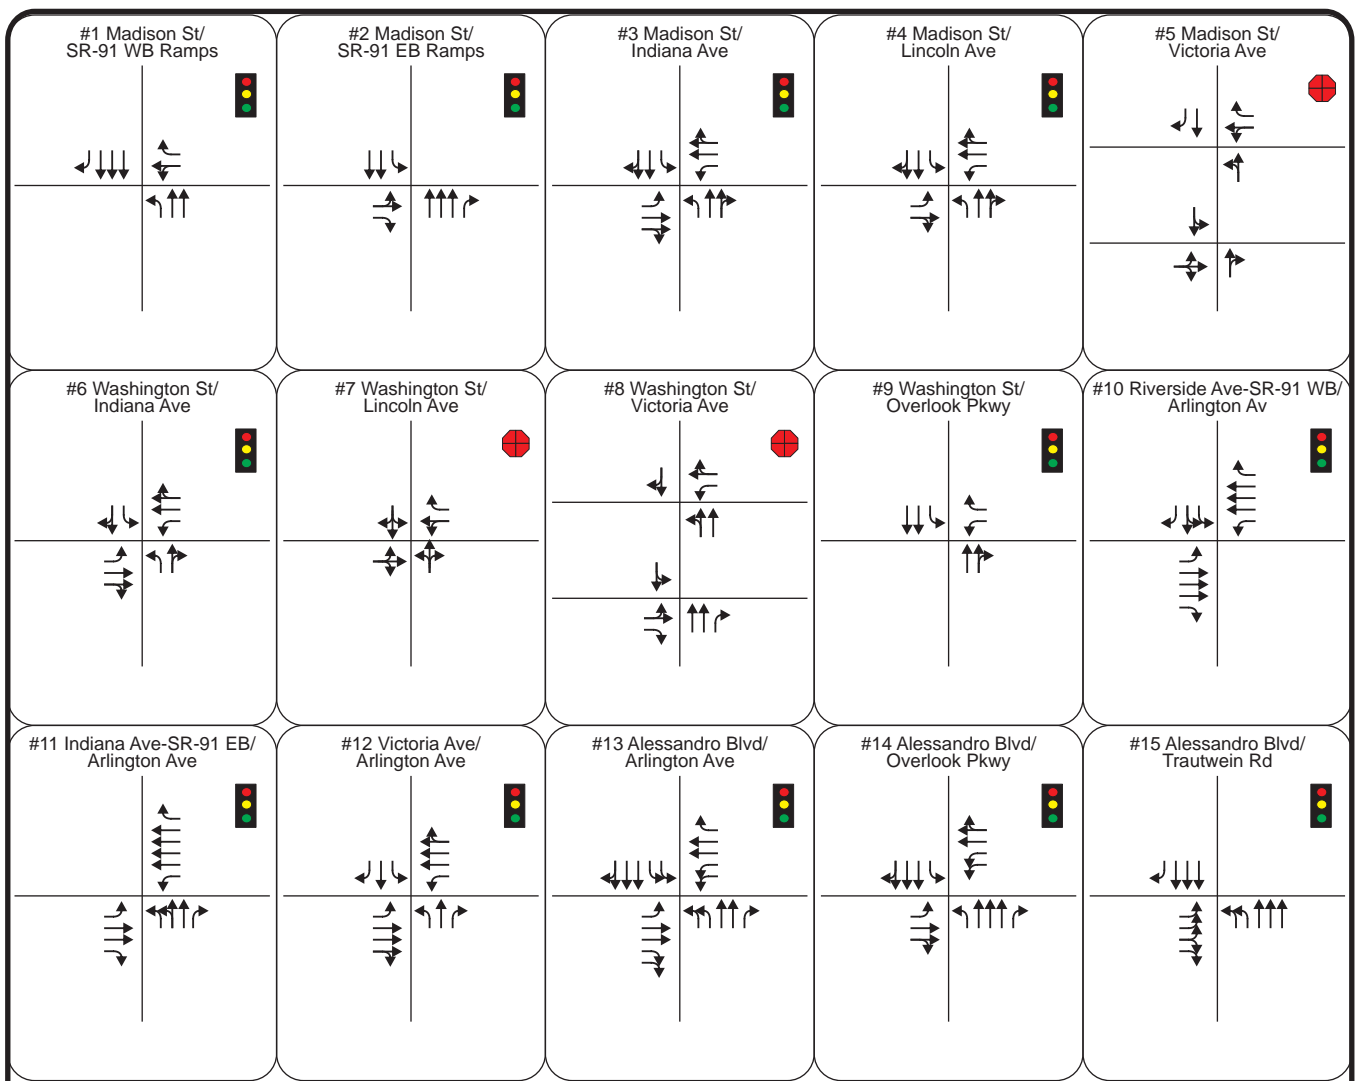 #1 Madison St/
SR-91 WB Ramps
#2 Madison St/
SR-91 EB Ramps
#3 Madison St/
Indiana Ave
#4 Madison St/
Lincoln Ave
#5 Madison St/
Victoria Ave
#6 Washington St/
Indiana Ave
#7 Washington St/
Lincoln Ave
#8 Washington St/
Victoria Ave
#9 Washington St/
Overlook Pkwy
#10 Riverside Ave-SR-91 WB/
Arlington Av
#11 Indiana Ave-SR-91 EB/
Arlington Ave
#12 Victoria Ave/
Arlington Ave
#13 Alessandro Blvd/
Arlington Ave
#14 Alessandro Blvd/
Overlook Pkwy
#15 Alessandro Blvd/
Trautwein Rd